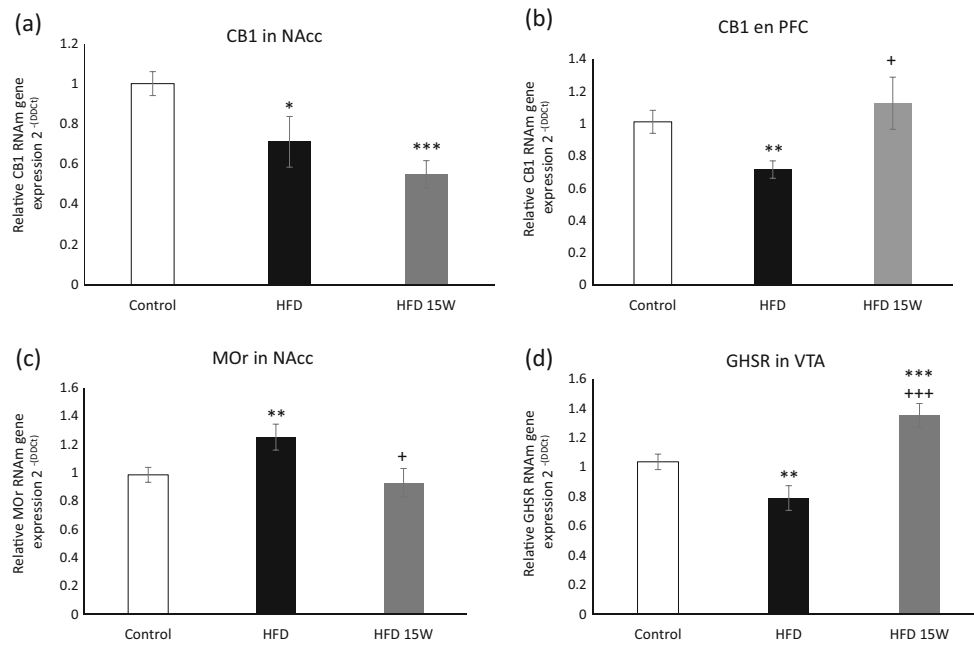 (a)
CB1 in NAcc
Relative CB1 RNAm gene
expression 2 -(DDCt)
1.2
1
0.8
0.6
0.4
0.2
0
*
***
Control HFD HFD 15W
(b)
CB1 en PFC
Relative CB1 RNAm gene
expression 2 -(DDCt)
1.4
1.2
1
0.8
0.6
0.4
0.2
0
**
+
Control HFD HFD 15W
(c)
MOr in NAcc
Relative MOr RNAm gene
expression 2 -(DDCt)
1.6
1.4
1.2
1
0.8
0.6
0.4
0.2
0
**
+
Control HFD HFD 15W
(d)
GHSR in VTA
Relative GHSR RNAm gene
expression 2 -(DDCt)
1.6
1.4
1.2
1
0.8
0.6
0.4
0.2
0
**
***
+++
Control HFD HFD 15W